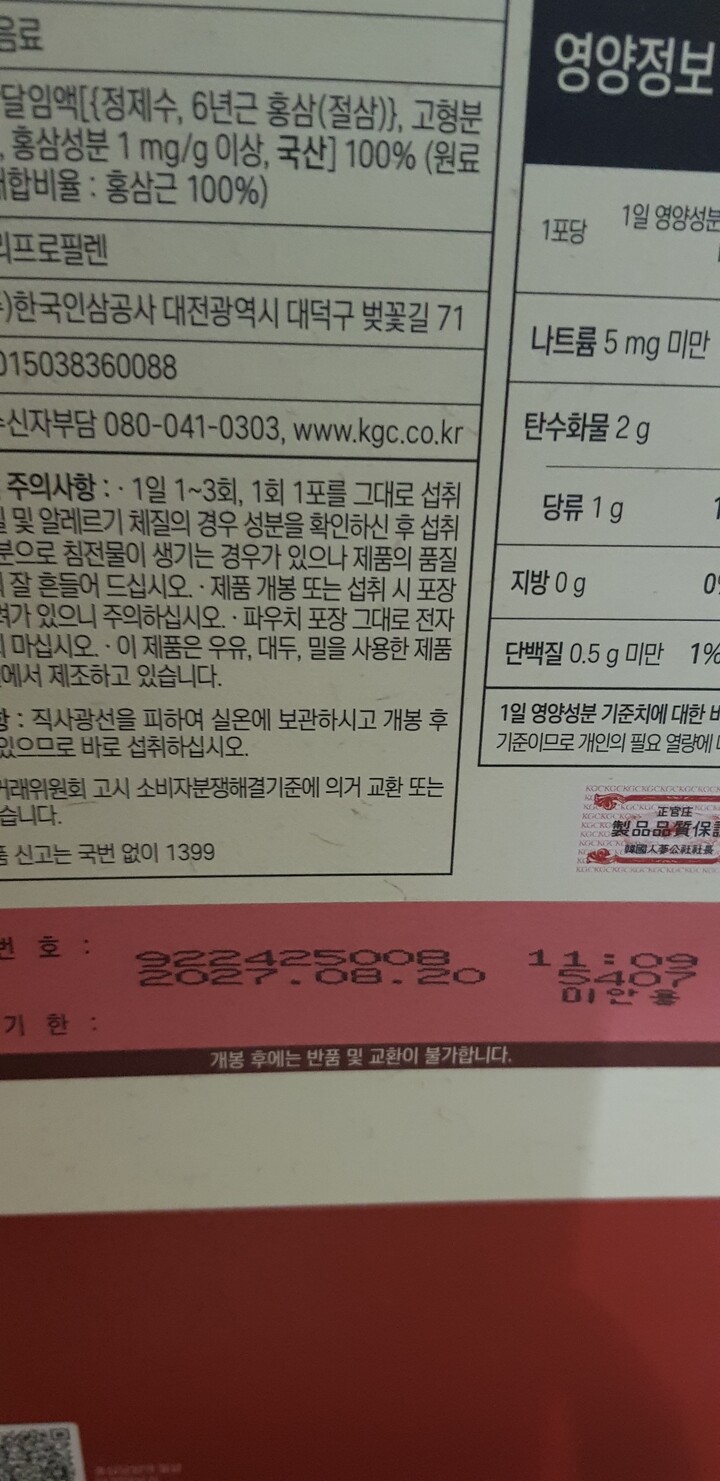 음료
달임액[{정제수, 6년근 홍삼(절삼)}, 고형분
, 홍삼성분 1 mg/g 이상, 국산] 100% (원료
배합비율 : 홍삼근 100%)
리프로필렌
)한국인삼공사 대전광역시 대덕구 벚꽃길 71
015038360088
수신자부담 080-041-0303, www.kgc.co.kr
주의사항 : · 1일 1~3회, 1회 1포를 그대로 섭취
및 알레르기 체질의 경우 성분을 확인하신 후 섭취
분으로 침전물이 생기는 경우가 있으나 제품의 품질
잘 흔들어 드십시오. · 제품 개봉 또는 섭취 시 포장
려가 있으니 주의하십시오. · 파우치 포장 그대로 전자
마십시오. · 이 제품은 우유, 대두, 밀을 사용한 제품
에서 제조하고 있습니다.
항 : 직사광선을 피하여 실온에 보관하시고 개봉 후
있으므로 바로 섭취하십시오.
거래위원회 고시 소비자분쟁해결기준에 의거 교환 또는
습니다.
품 신고는 국번 없이 1399
영양정보
1포당 1일 영양성분
나트륨 5 mg 미만
탄수화물 2 g
당류 1 g 1
지방 0 g 0%
단백질 0.5 g 미만 1%
1일 영양성분 기준치에 대한 비
기준이므로 개인의 필요 열량에
正官庄
製品品質保證
韓國人蔘公社社長
번 호 : 922425008 11:09
2027.08.20 5407
미안용
기 한 :
개봉 후에는 반품 및 교환이 불가합니다.